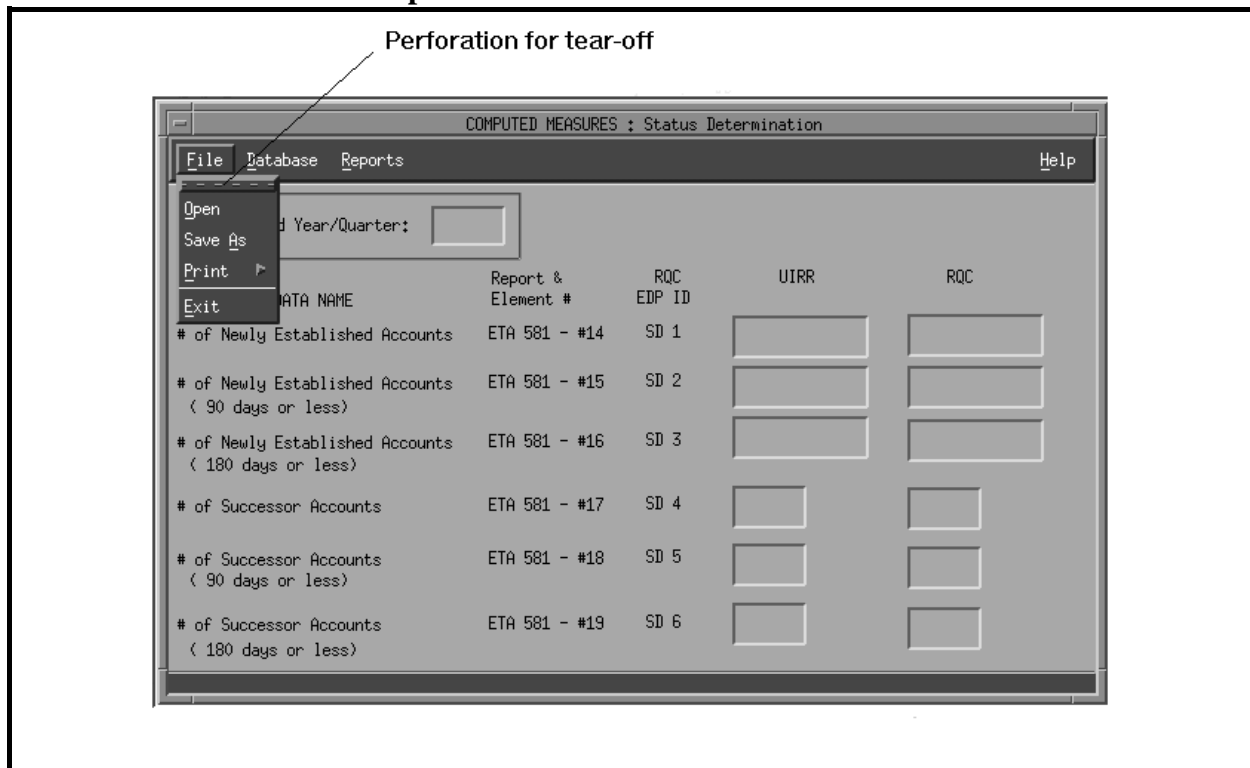 Perforation for tear-off
COMPUTED MEASURES : Status Determination
File Database Reports Help
Open
Save As
Print
Exit
Year/Quarter:
DATA NAME
Report &
Element #
RQC
EDP ID
UIRR
RQC
# of Newly Established Accounts ETA 581 - #14 SD 1
# of Newly Established Accounts ETA 581 - #15 SD 2
( 90 days or less)
# of Newly Established Accounts ETA 581 - #16 SD 3
( 180 days or less)
# of Successor Accounts ETA 581 - #17 SD 4
# of Successor Accounts ETA 581 - #18 SD 5
( 90 days or less)
# of Successor Accounts ETA 581 - #19 SD 6
( 180 days or less)